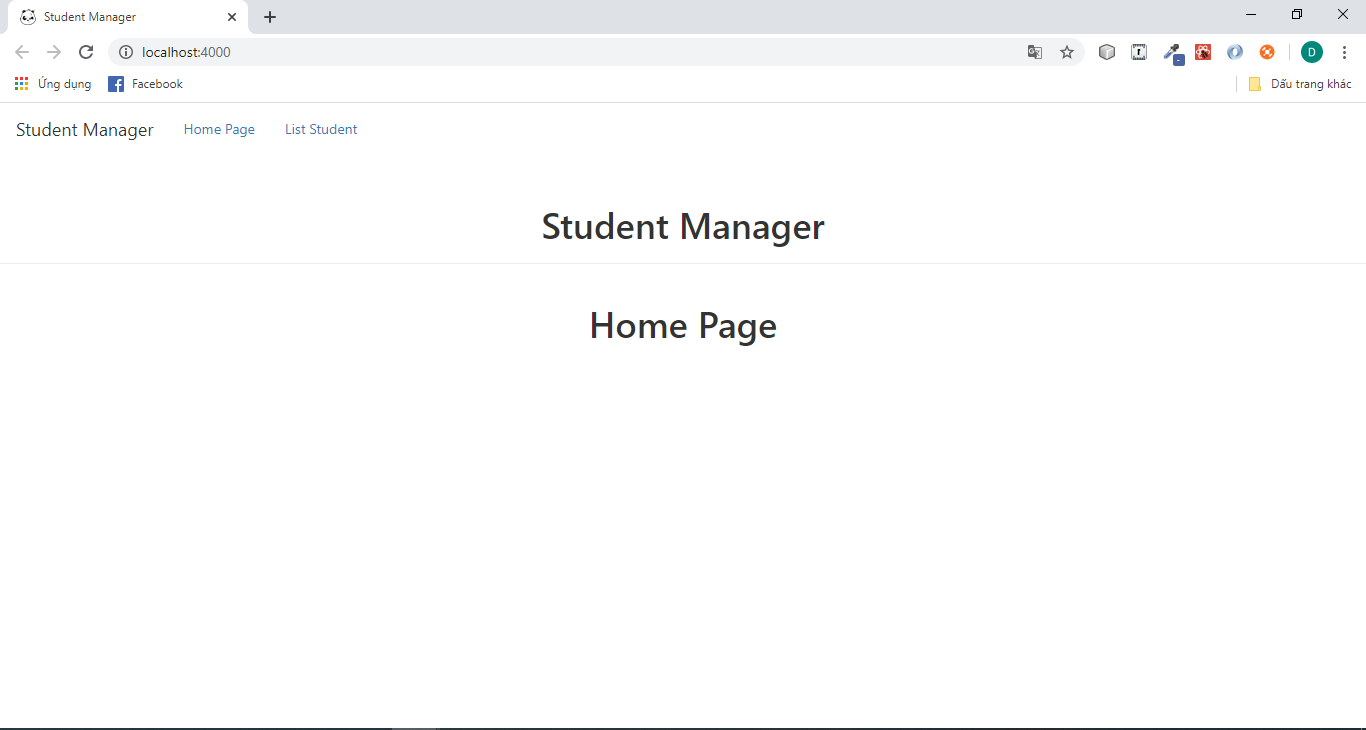 Student Manager
localhost:4000
D
Ứng dụng
Facebook
Dấu trang khác
Student Manager
Home Page
List Student
Student Manager
Home Page